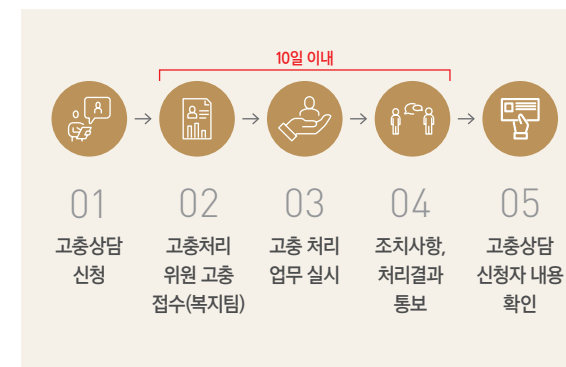 10일 이내
01
고충상담
신청
02
고충처리
위원 고충
접수(복지팀)
03
고충 처리
업무 실시
04
조치사항,
처리결과
통보
05
고충상담
신청자 내용
확인